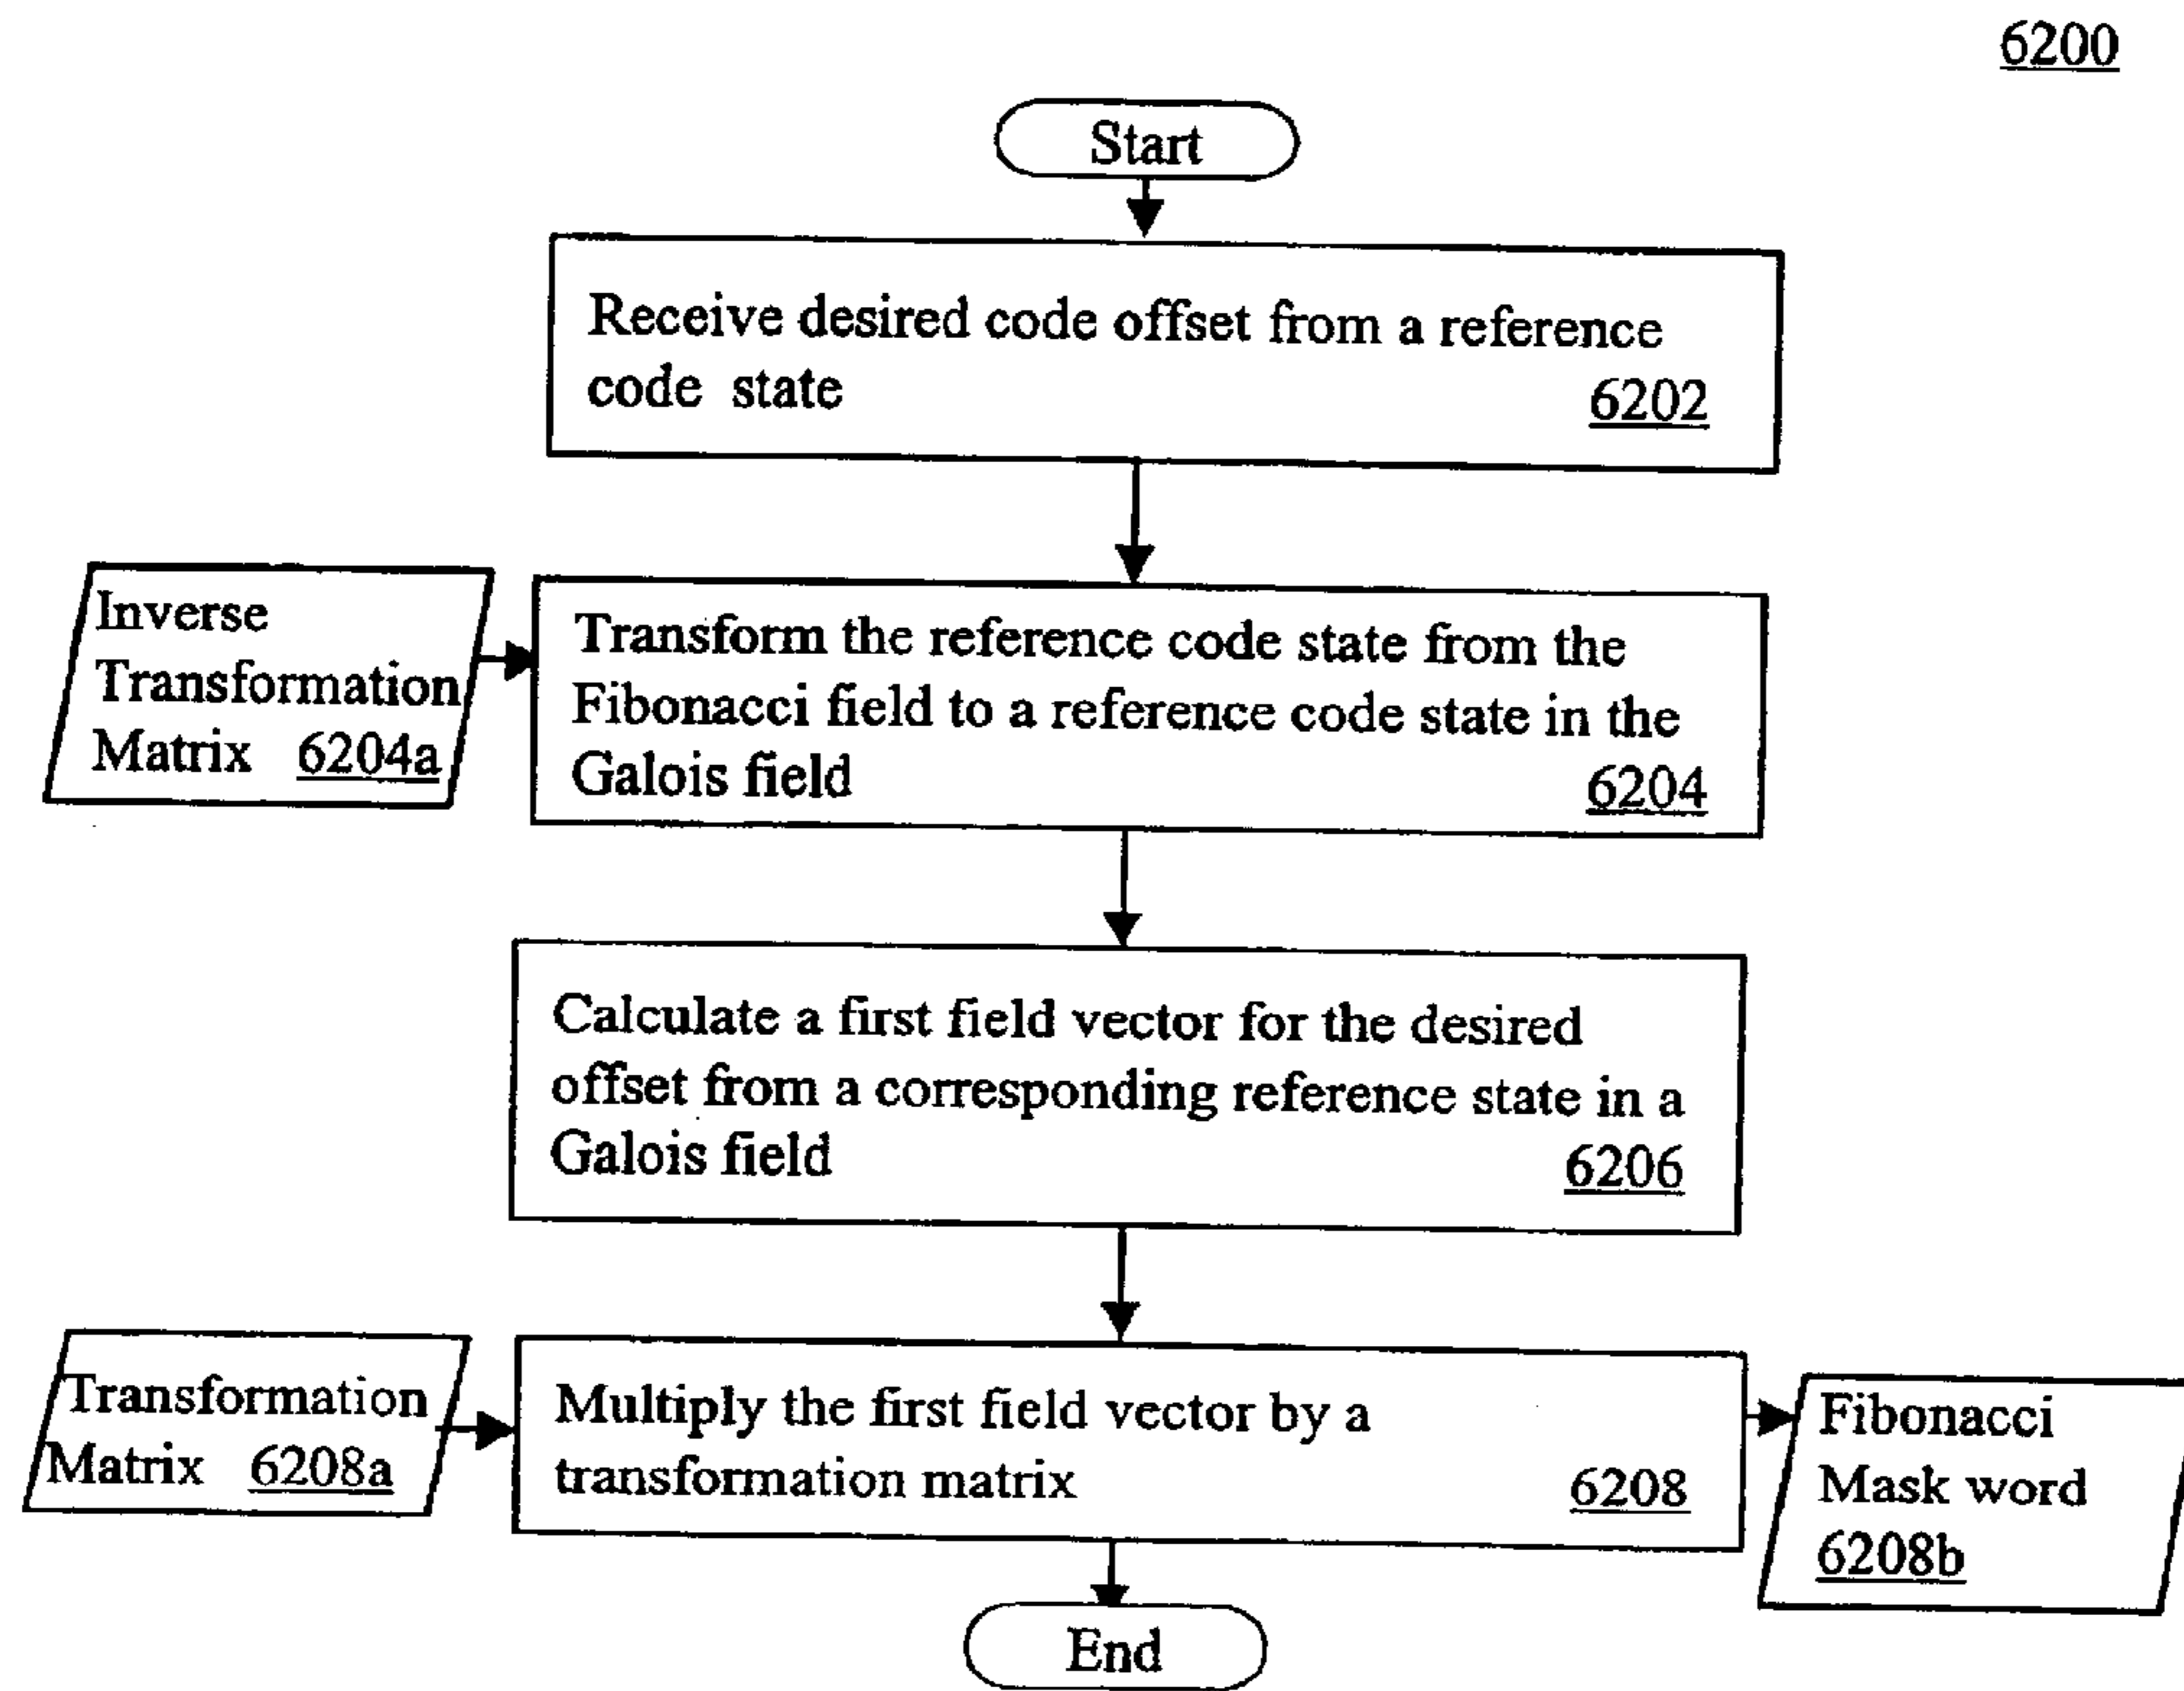 6200
Start
Receive desired code offset from a reference
code state
6202
Inverse
Transformation
Matrix 6204a
Transform the reference code state from the
Fibonacci field to a reference code state in the
Galois field
6204
Calculate a first field vector for the desired
offset from a corresponding reference state in a
Galois field
6206
Transformation
Matrix 6208a
Multiply the first field vector by a
transformation matrix
6208
Fibonacci
Mask word
6208b
End